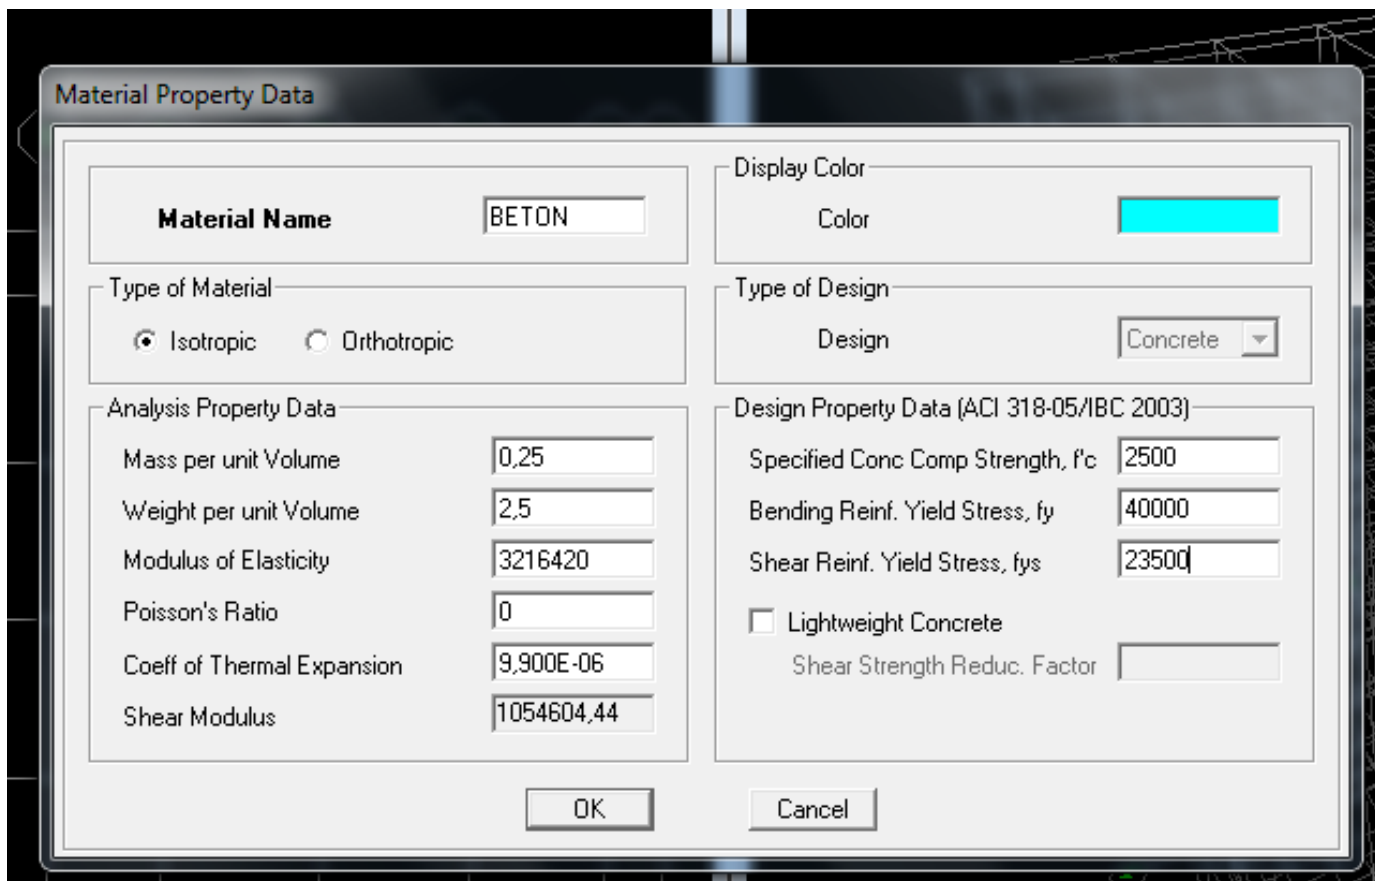 Material Property Data
Material Name BETON
Display Color
Color
Type of Material
Isotropic Orthotropic
Type of Design
Design Concrete
Analysis Property Data
Mass per unit Volume 0,25
Weight per unit Volume 2,5
Modulus of Elasticity 3216420
Poisson's Ratio 0
Coeff of Thermal Expansion 9,900E-06
Shear Modulus 1054604,44
Design Property Data (ACI 318-05/IBC 2003)
Specified Conc Comp Strength, f'c 2500
Bending Reinf. Yield Stress, fy 40000
Shear Reinf. Yield Stress, fys 23500
Lightweight Concrete
Shear Strength Reduc. Factor
OK Cancel